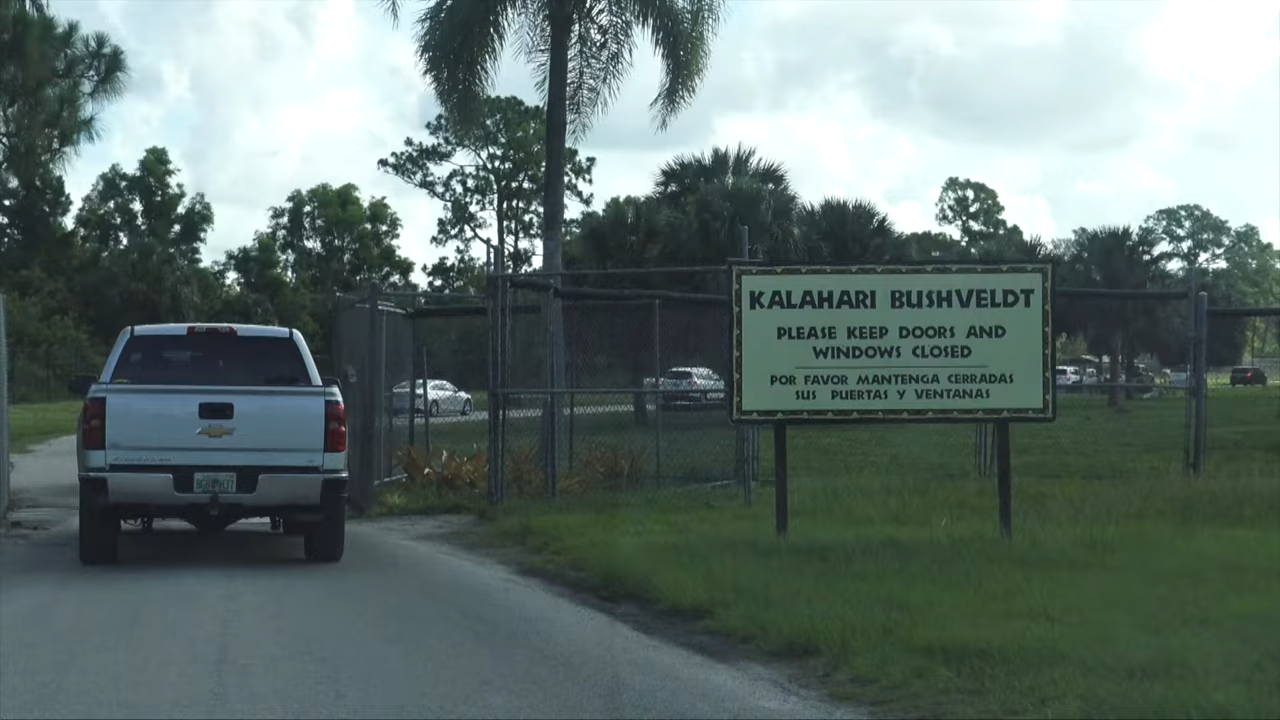 KALAHARI BUSHVELDT
PLEASE KEEP DOORS AND
WINDOWS CLOSED
POR FAVOR MANTENGA CERRADAS
SUS PUERTAS Y VENTANAS